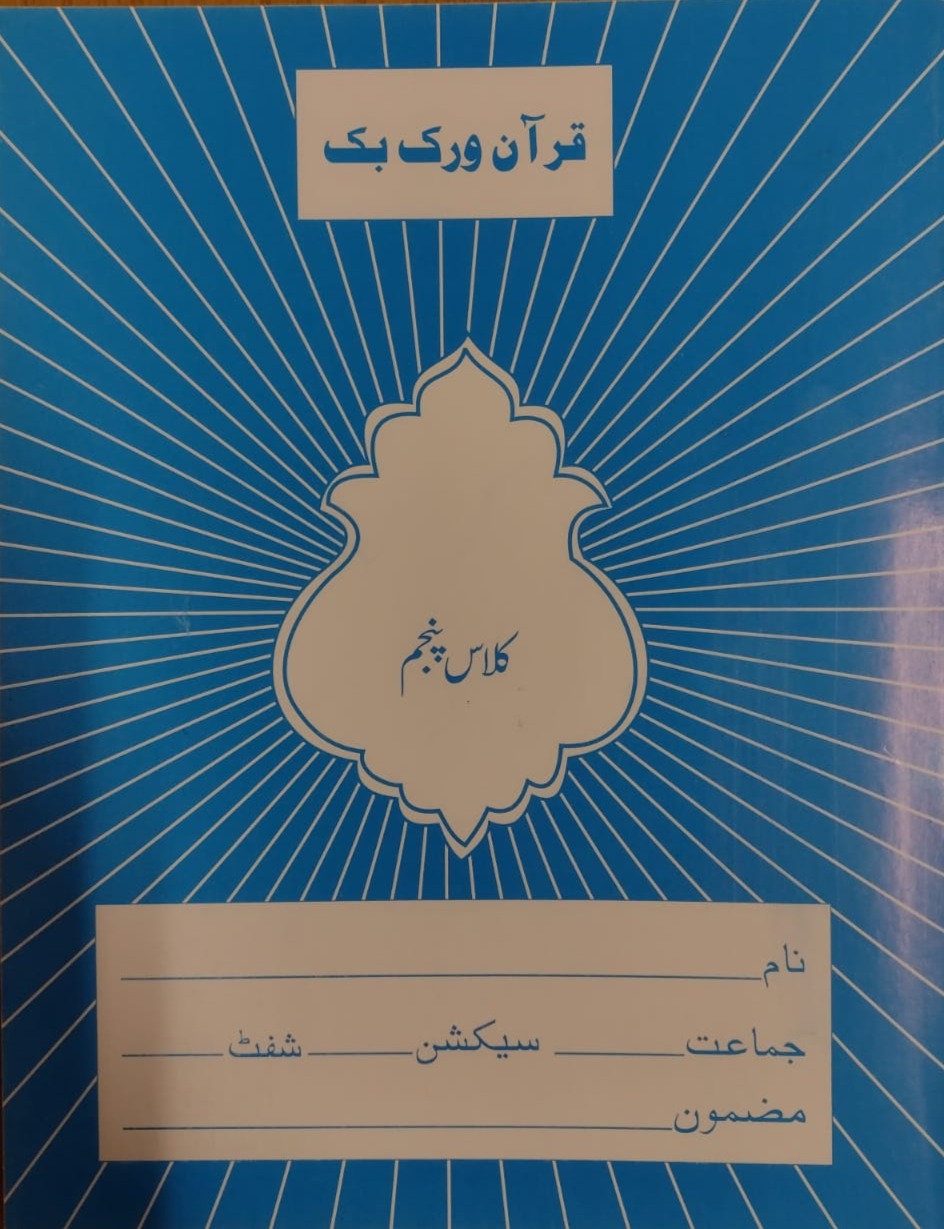 قرآن ورک بک
کلاس پنجم
نام
جماعت سیکشن شفٹ
مضمون